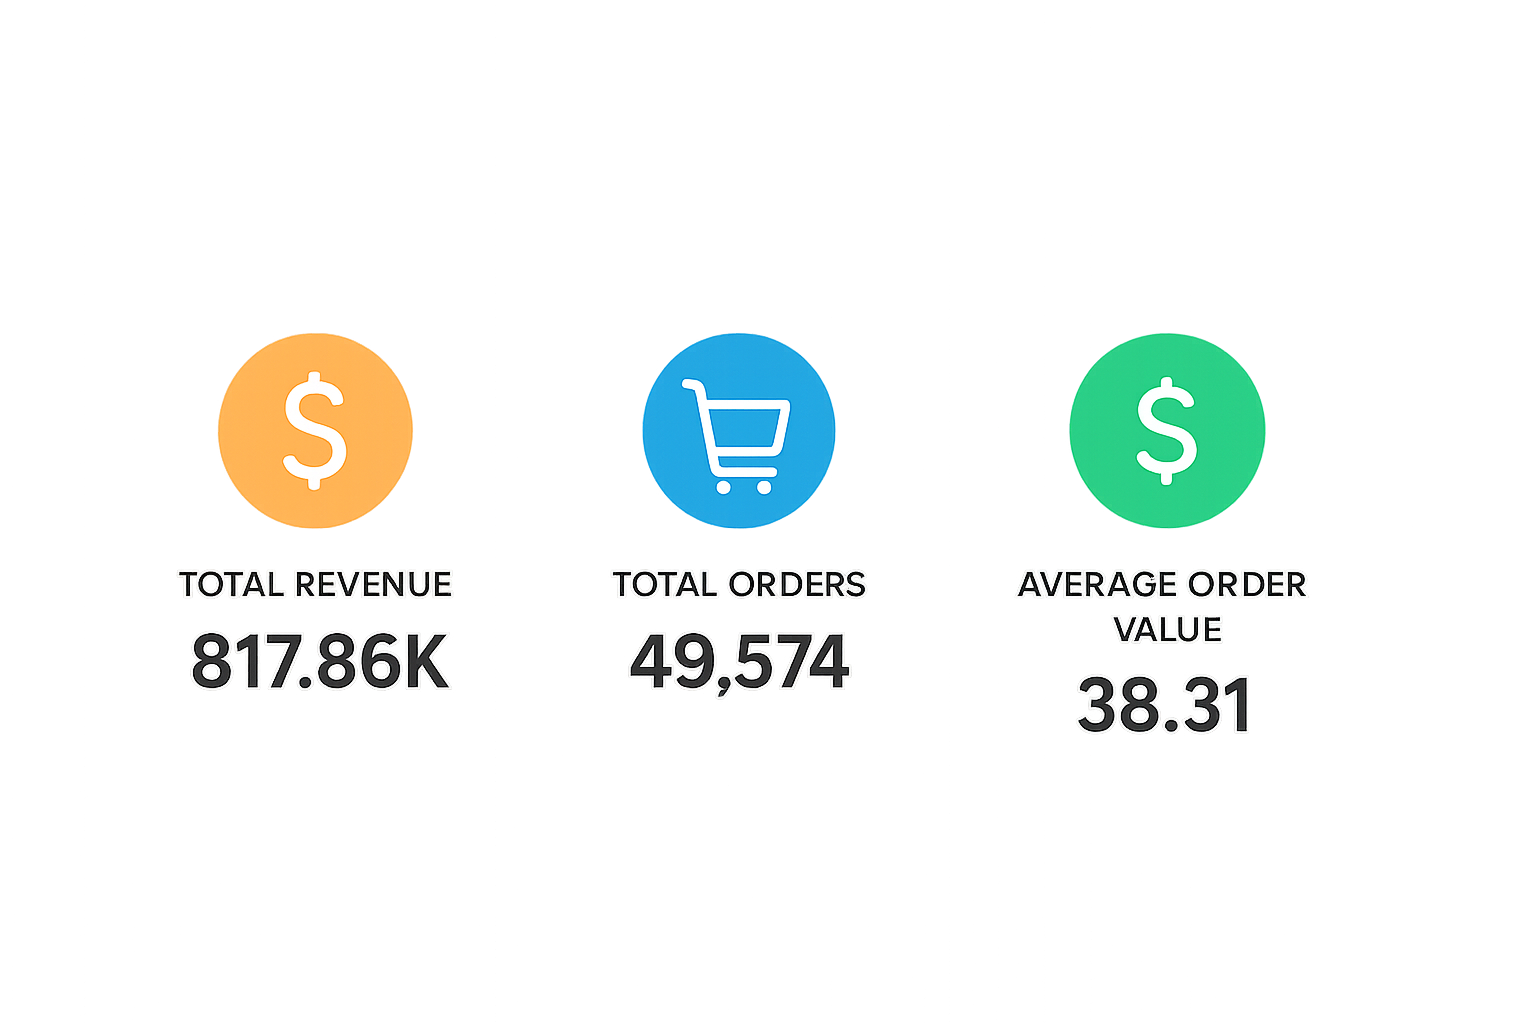 $
TOTAL REVENUE
817.86K
TOTAL ORDERS
49,574
$
AVERAGE ORDER
VALUE
38.31